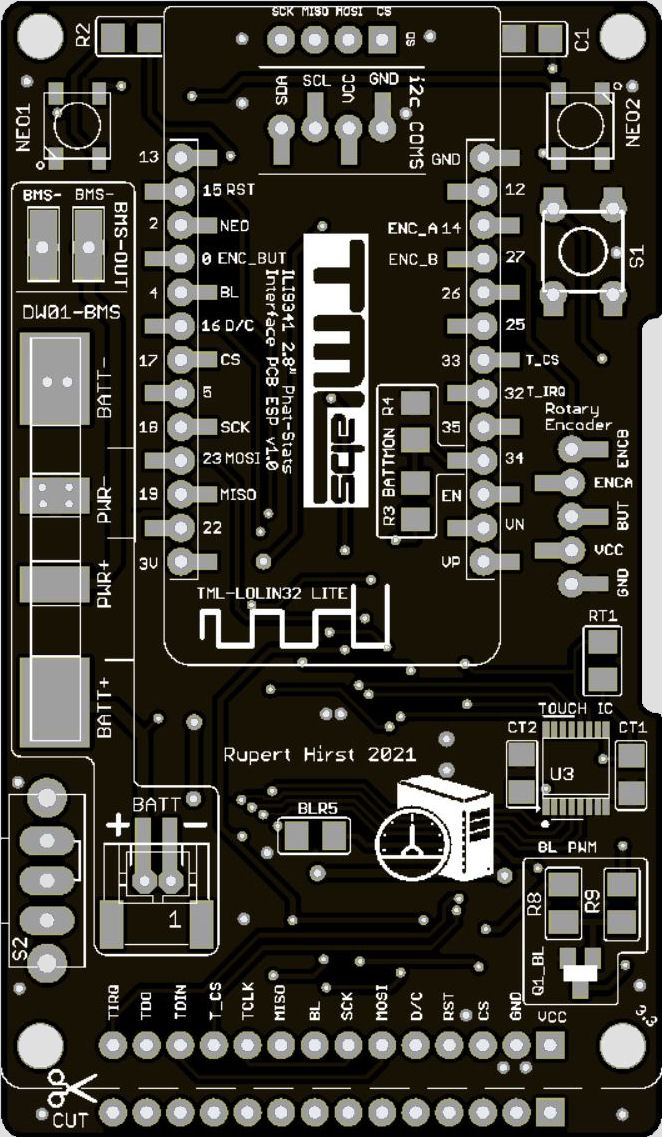 SCK MISO MOSI CS
R2
SD
C1
SDA SCL VCC GND
i2c COMS
NEO1
NEO2
13
GND
15 RST
12
2 NEO
ENC_A 14
0 ENC_BUT
ENC_B 27
4 BL
26
16 D/C
25
17 CS
33 T_CS
5
32 T_IRQ
18 SCK
35
23 MOSI
34
19 MISO
EN
22
VN
3V
VP
BMS- BMS-
BMS-OUT
DW01-BMS
BATT-
PWR-
PWR+
BATT+
S1
TML
abs
ILI9341 2.8" Phat-Stats
Interface PCB ESP v1.0
R4
BATTMON
R3
Rotary
Encoder
ENCB
ENCA
BUT
VCC
GND
TML-LOLIN32 LITE
RT1
TOUCH IC
CT2
CT1
U3
Rupert Hirst 2021
BATT
+ -
1
BLR5
BL PWM
R8
R9
Q1_BL
S2
TIRQ TDO TDIN T_CS TCLK MISO BL SCK MOSI D/C RST CS GND VCC
3.3
CUT